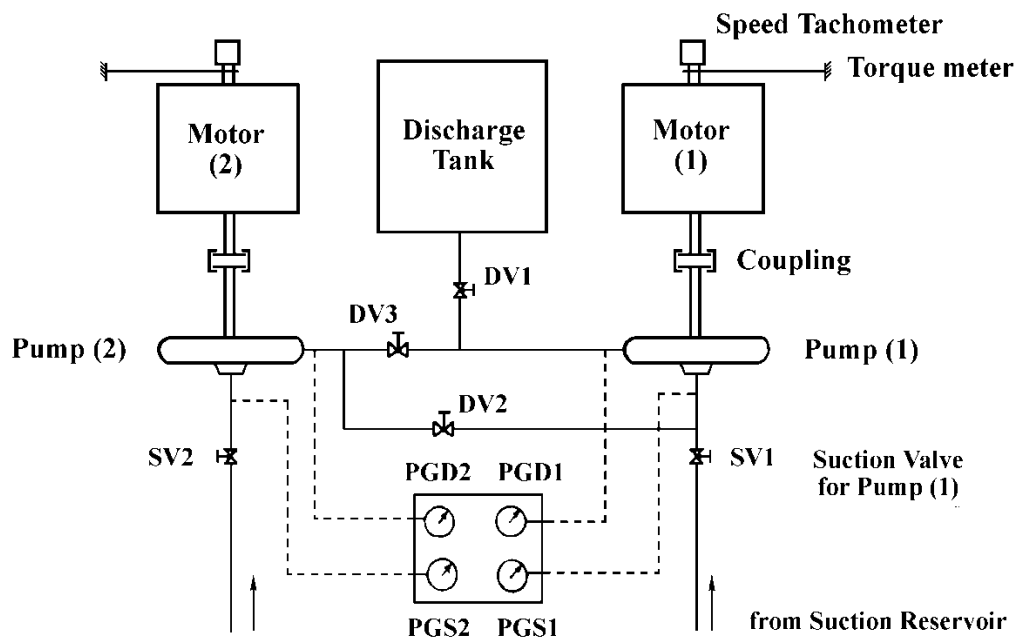 Speed Tachometer
Torque meter
Motor
(2)
Discharge
Tank
Motor
(1)
Coupling
DV1
DV3
Pump (2)
Pump (1)
DV2
SV2
SV1
Suction Valve
for Pump (1)
PGD2
PGD1
PGS2
PGS1
from Suction Reservoir